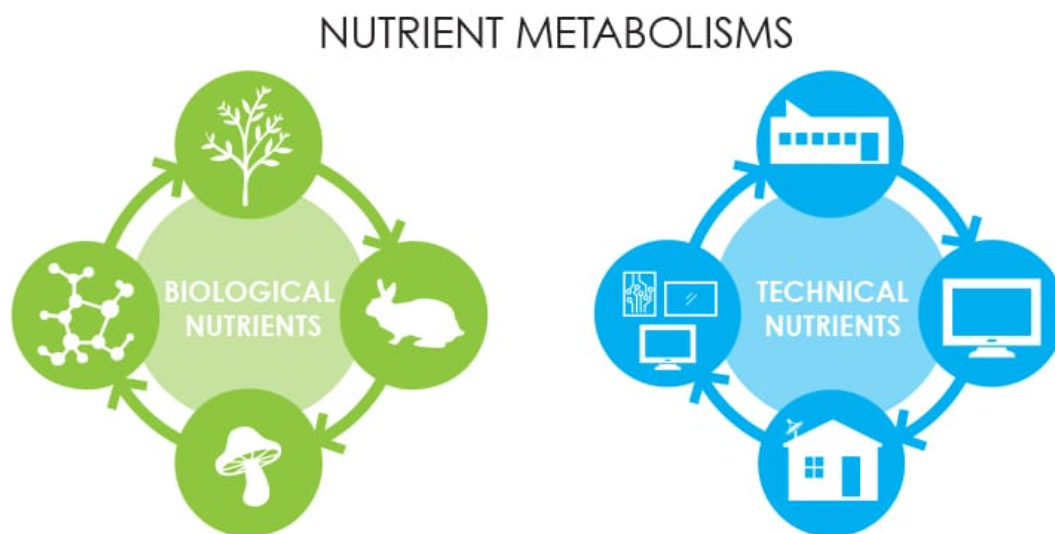 NUTRIENT METABOLISMS
BIOLOGICAL
NUTRIENTS
TECHNICAL
NUTRIENTS